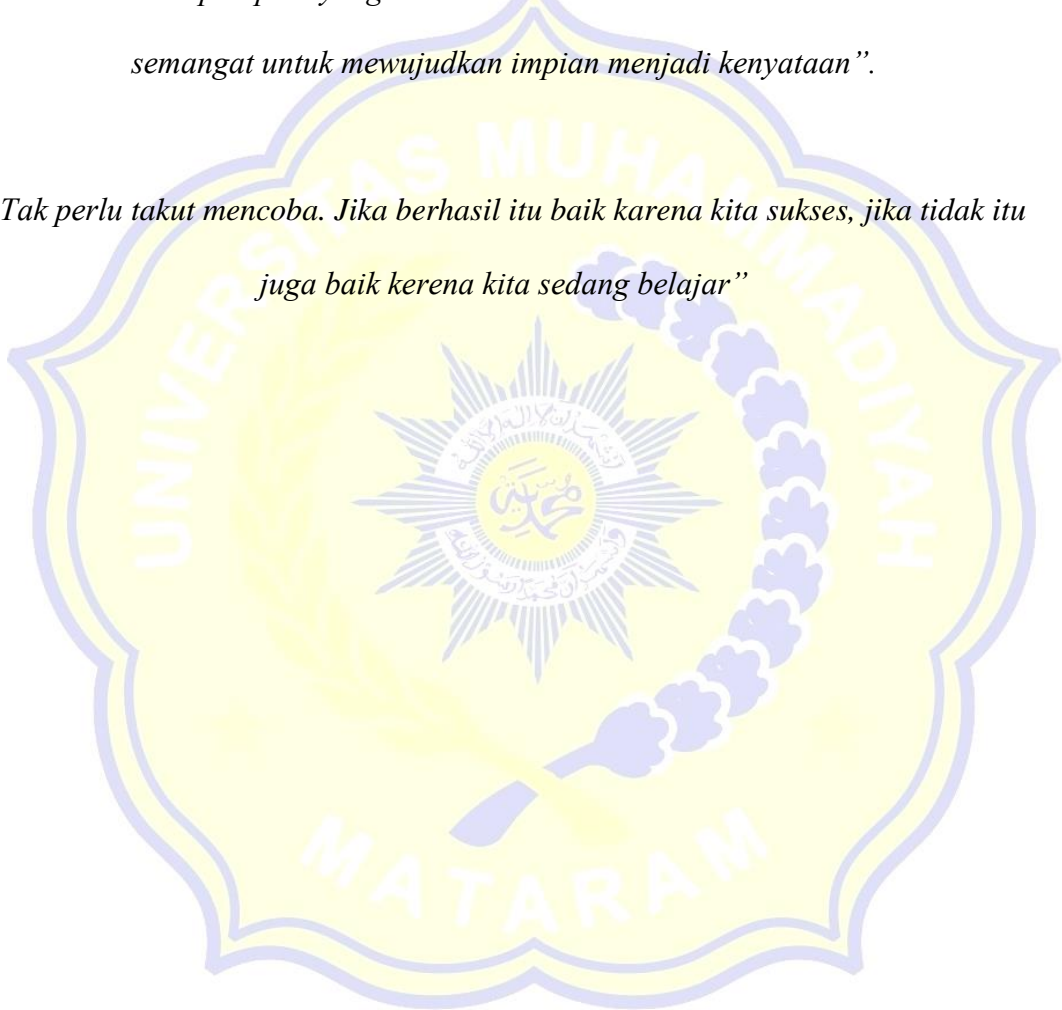 semangat untuk mewujudkan impian menjadi kenyataan”.
Tak perlu takut mencoba. Jika berhasil itu baik karena kita sukses, jika tidak itu
juga baik kerena kita sedang belajar”
UNIVERSITAS MUHAMMADIYAH
MATARAM